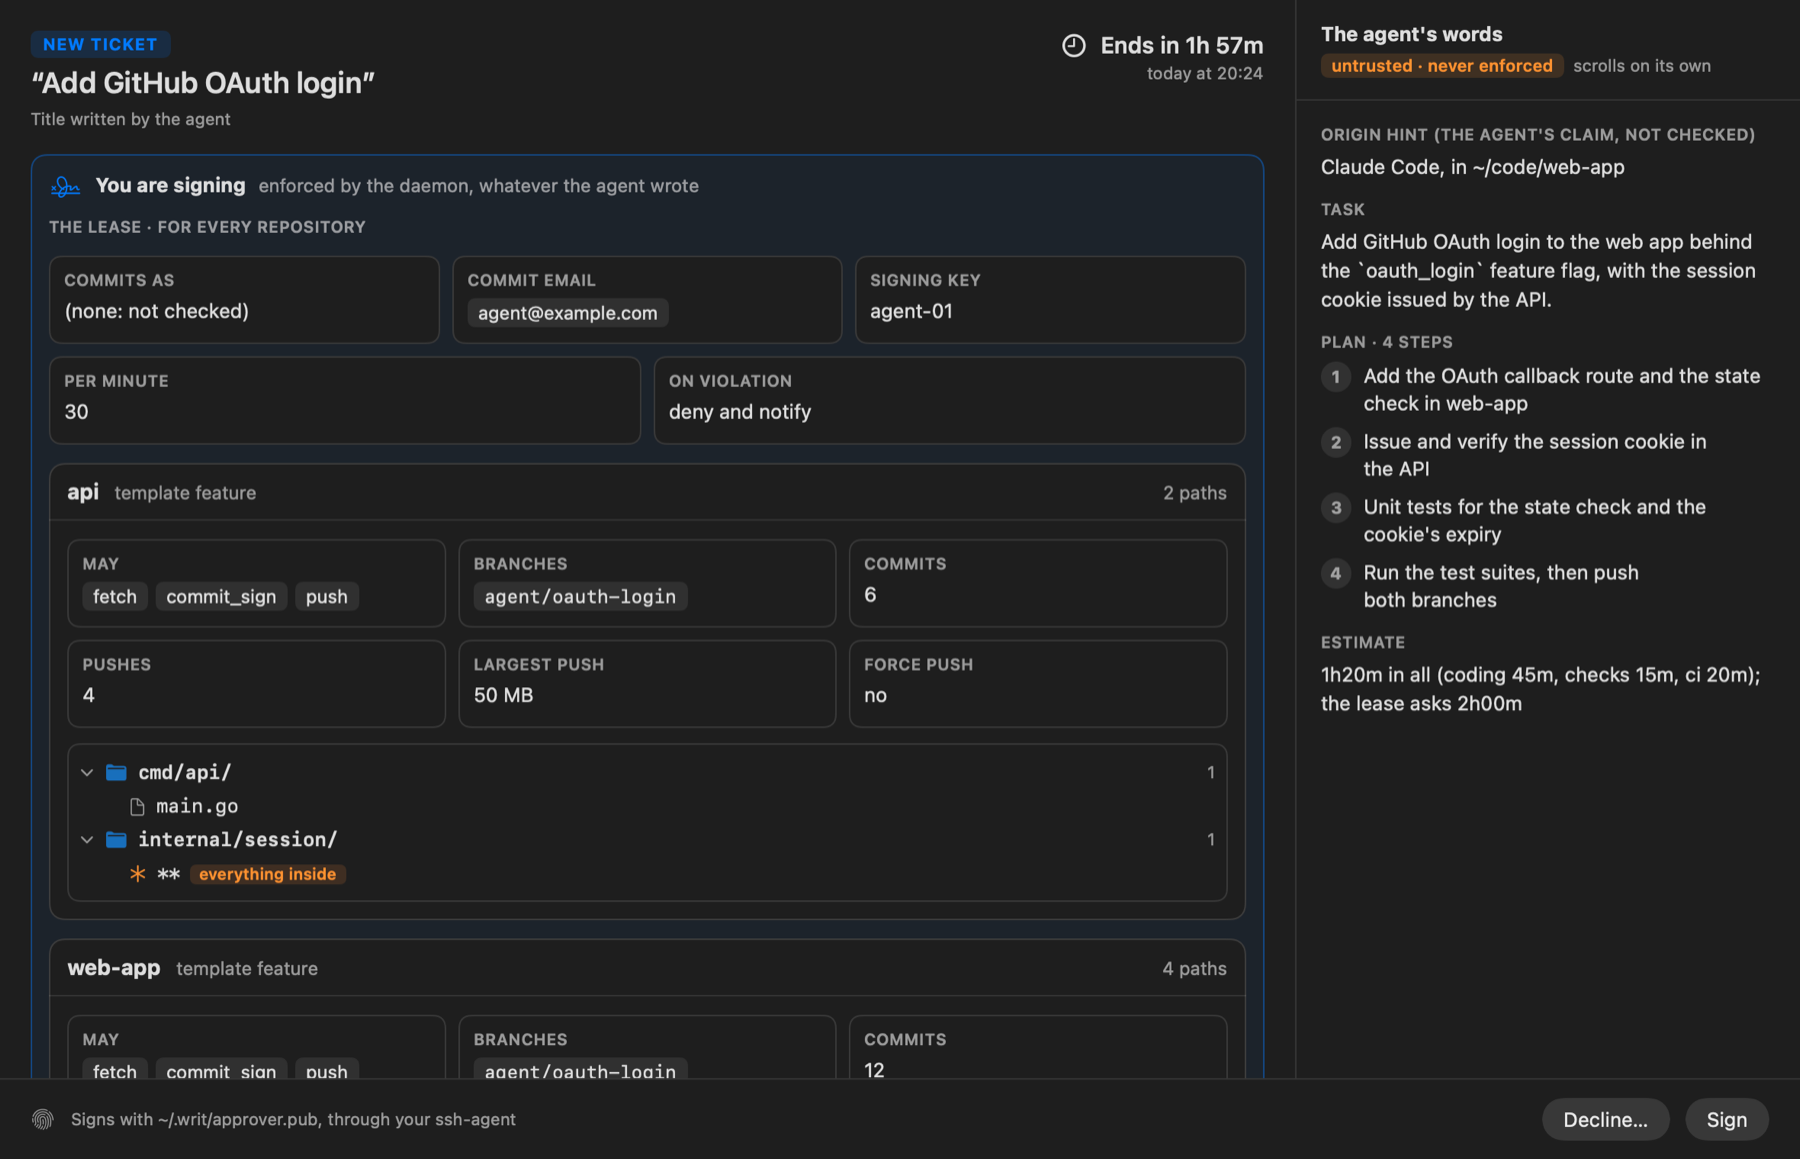 NEW TICKET
“Add GitHub OAuth login”
Title written by the agent
Ends in 1h 57m
today at 20:24
You are signing enforced by the daemon, whatever the agent wrote
THE LEASE · FOR EVERY REPOSITORY
COMMITS AS
(none: not checked)
COMMIT EMAIL
agent@example.com
SIGNING KEY
agent-01
PER MINUTE
30
ON VIOLATION
deny and notify
api template feature 2 paths
MAY
fetch commit_sign push
BRANCHES
agent/oauth-login
COMMITS
6
PUSHES
4
LARGEST PUSH
50 MB
FORCE PUSH
no
cmd/api/ 1
main.go
internal/session/ 1
** everything inside
web-app template feature 4 paths
MAY
fetch commit_sign push
BRANCHES
agent/oauth-login
COMMITS
12
The agent's words
untrusted · never enforced scrolls on its own
ORIGIN HINT (THE AGENT'S CLAIM, NOT CHECKED)
Claude Code, in ~/code/web-app
TASK
Add GitHub OAuth login to the web app behind
the `oauth_login` feature flag, with the session
cookie issued by the API.
PLAN · 4 STEPS
1 Add the OAuth callback route and the state
check in web-app
2 Issue and verify the session cookie in
the API
3 Unit tests for the state check and the
cookie's expiry
4 Run the test suites, then push
both branches
ESTIMATE
1h20m in all (coding 45m, checks 15m, ci 20m);
the lease asks 2h00m
Signs with ~/.writ/approver.pub, through your ssh-agent
Decline...
Sign